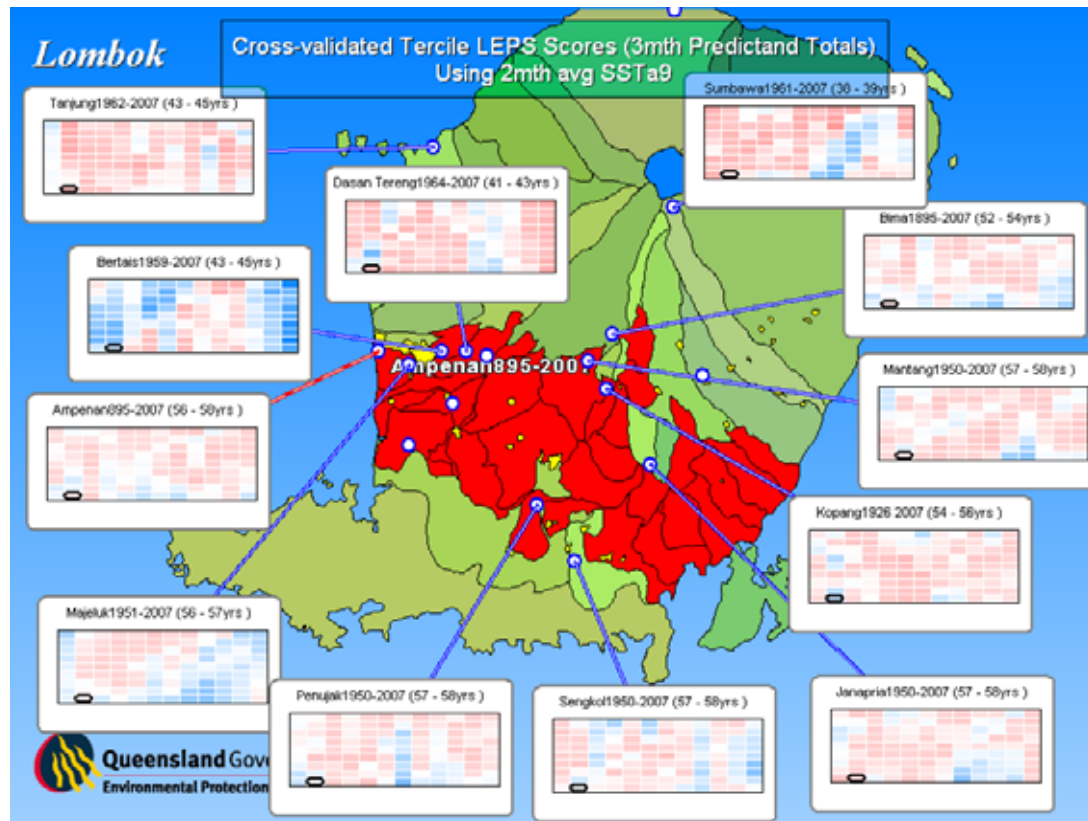 Lombok
Cross-validated Tercile LEPS Scores (3mth Predictand Totals)
Using 2mth avg SSTa9
Tanjung1962-2007 (43 - 45yrs )
Sumbawa1961-2007 (38 - 39yrs )
Dasan Tereng1964-2007 (41 - 43yrs )
Bima1895-2007 (52 - 54yrs )
Bertais1959-2007 (43 - 45yrs )
Ampenan895-2007
Mantang1950-2007 (57 - 58yrs )
Ampenan895-2007 (56 - 58yrs )
Kopang1926 2007 (54 - 56yrs )
Majeluk1951-2007 (56 - 57yrs )
Penujak1950-2007 (57 - 58yrs )
Sengkol1950-2007 (57 - 58yrs )
Janapria1950-2007 (57 - 58yrs )
Queensland Gove
Environmental Protection